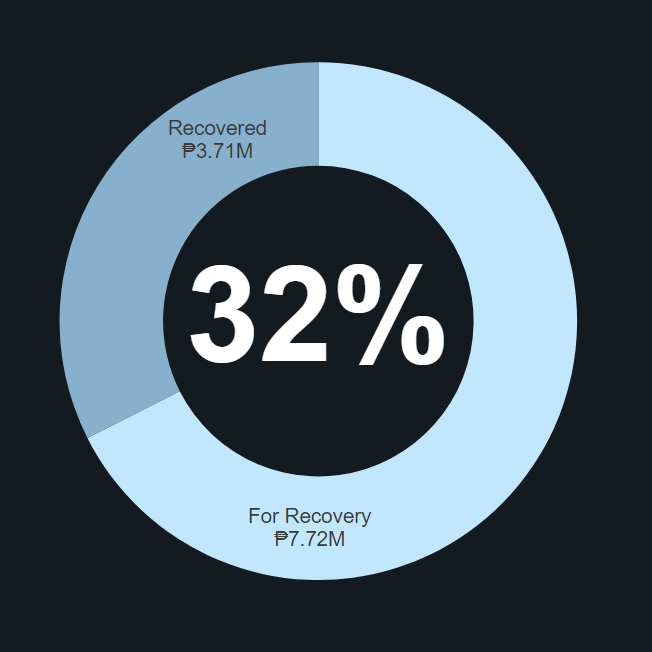 Recovered
₱3.71M
32%
For Recovery
₱7.72M